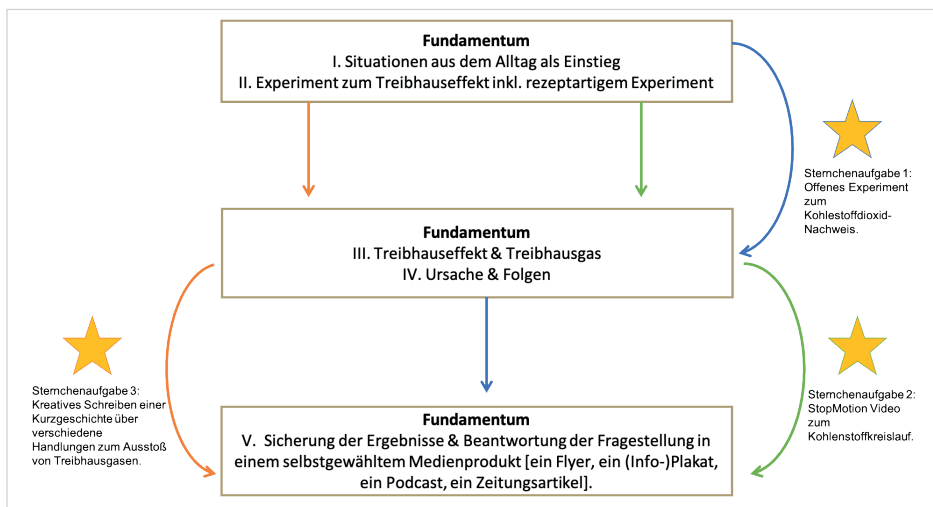 Fundamentum
I. Situationen aus dem Alltag als Einstieg
II. Experiment zum Treibhauseffekt inkl. rezeptartigem Experiment
Sternchenaufgabe 1:
Offenes Experiment
zum
Kohlestoffdioxid-
Nachweis.
Fundamentum
III. Treibhauseffekt & Treibhausgas
IV. Ursache & Folgen
Sternchenaufgabe 3:
Kreatives Schreiben einer
Kurzgeschichte über
verschiedene
Handlungen zum Ausstoß
von Treibhausgasen.
Sternchenaufgabe 2:
StopMotion Video
zum
Kohlenstoffkreislauf.
Fundamentum
V. Sicherung der Ergebnisse & Beantwortung der Fragestellung in
einem selbstgewähltem Medienprodukt [ein Flyer, ein (Info-)Plakat,
ein Podcast, ein Zeitungsartikel].